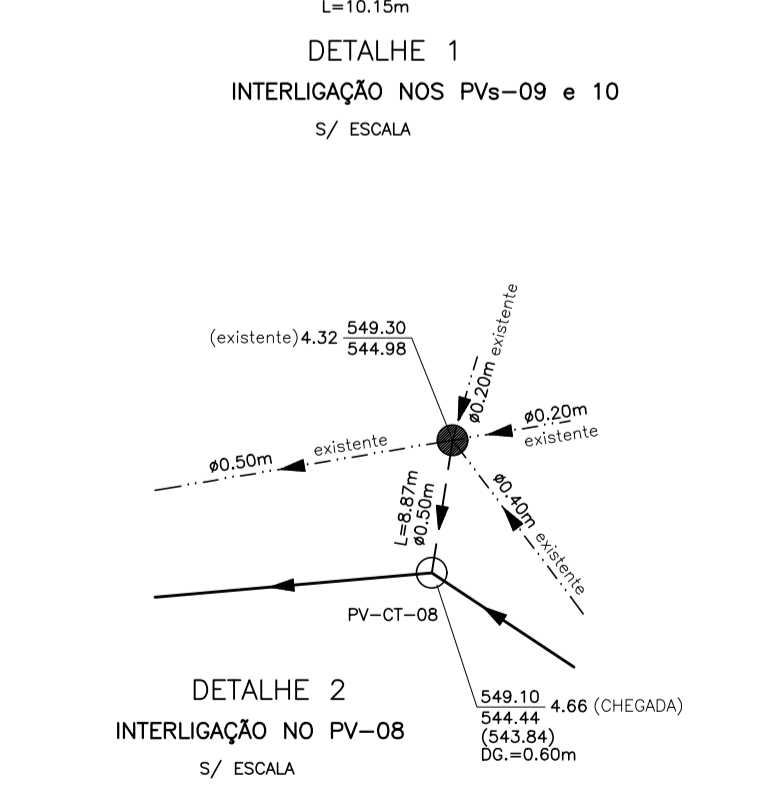 L=10.15m
DETALHE 1
INTERLIGAÇÃO NOS PVs-09 e 10
S/ ESCALA
ø0.20m existente
(existente)4.32 549.30
544.98
ø0.20m
existente
existente
ø0.50m
L=8.87m
ø0.50m
ø0.40m existente
PV-CT-08
DETALHE 2
INTERLIGAÇÃO NO PV-08
S/ ESCALA
549.10
4.66 (CHEGADA)
544.44
(543.84)
DG.=0.60m